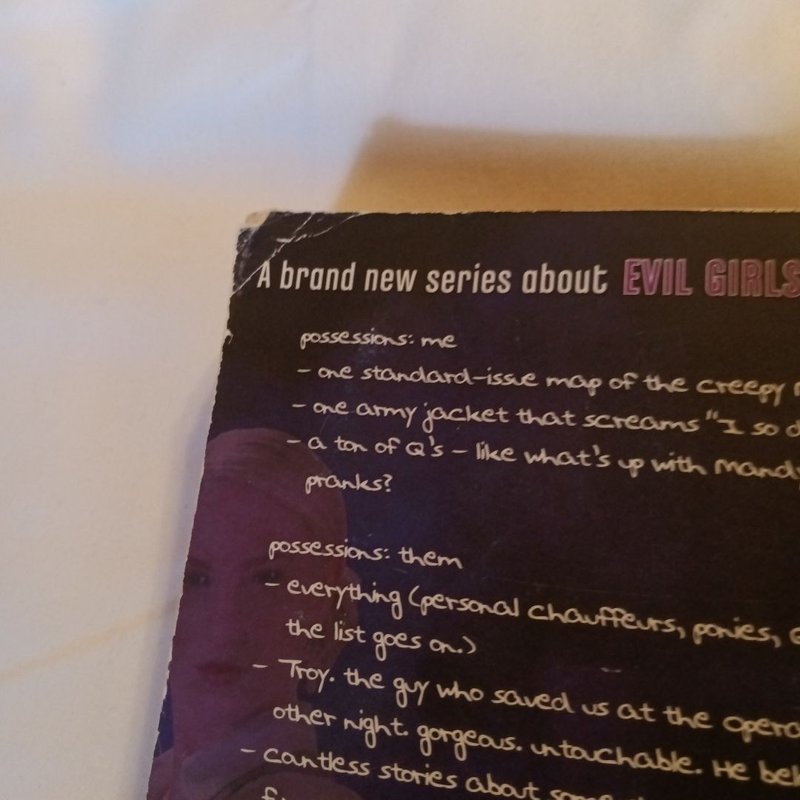 A brand new series about EVIL GIRLS
possessions: me
- one standard-issue map of the creepy
- one army jacket that screams "I so
- a ton of Q's - like what's up with
pranks?
possessions: them
- everything (personal chauffeurs, ponies,
the list goes on.)
- Troy. the guy who saved us at the
other night. gorgeous. untouchable. He
- cantless stories about